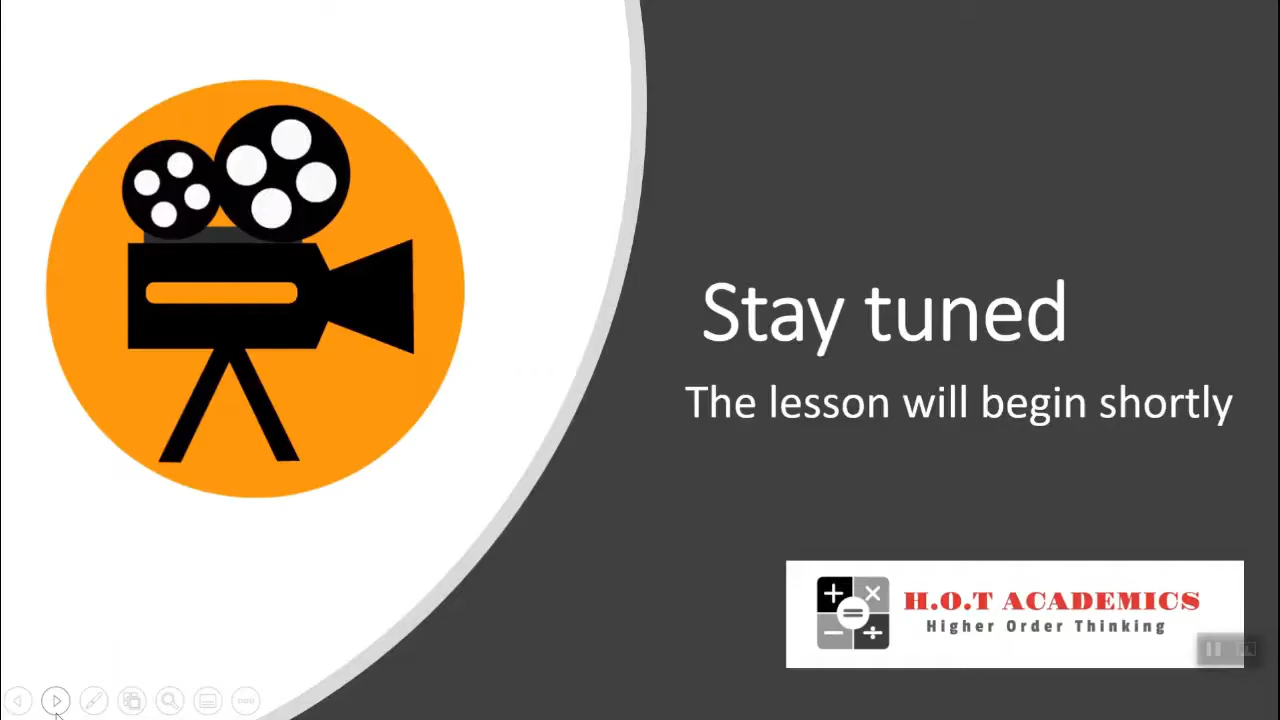 Stay tuned
The lesson will begin shortly
H.O.T ACADEMICS
Higher Order Thinking